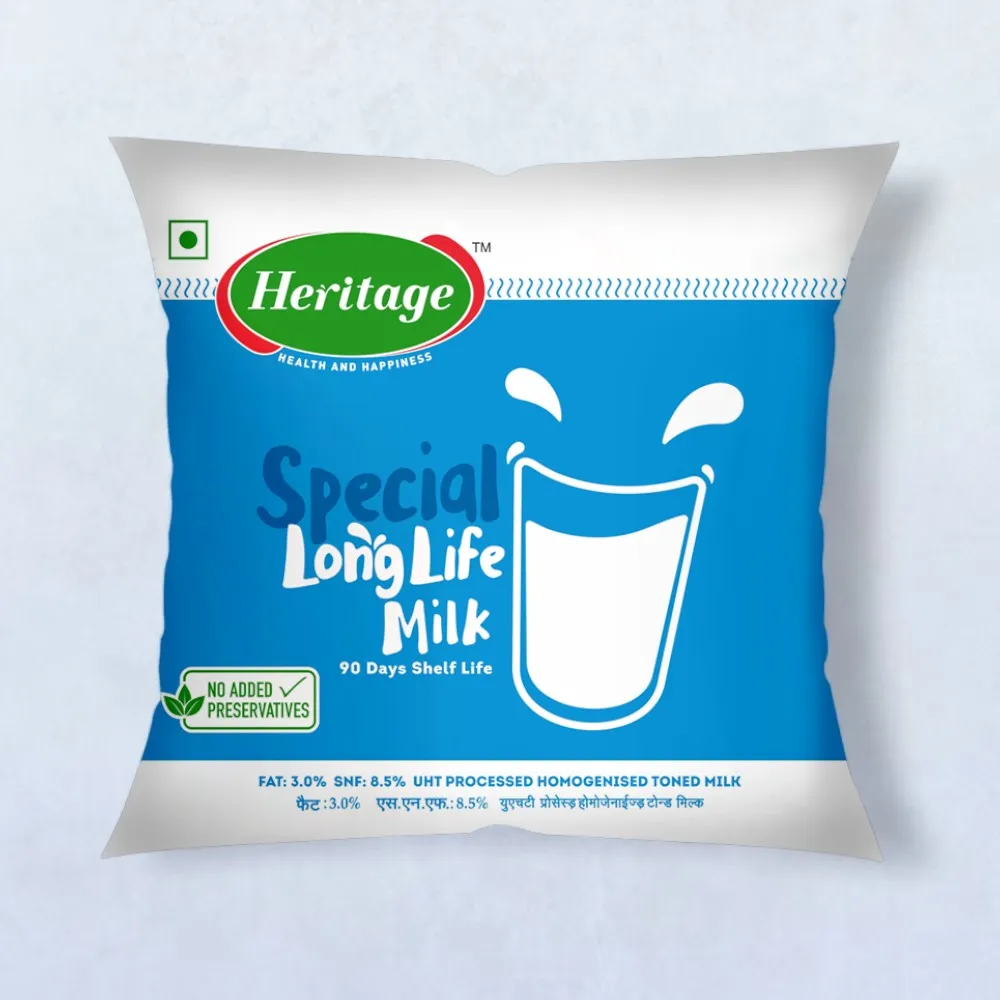 Heritage
TM
HEALTH AND HAPPINESS
Special
Long Life
Milk
90 Days Shelf Life
NO ADDED
PRESERVATIVES
FAT: 3.0% SNF: 8.5% UHT PROCESSED HOMOGENISED TONED MILK
फैट : 3.0% एस.एन.एफ.: 8.5% युएचटी प्रोसेस्ड़ होमोजेनाईज्ड़ टोन्ड मिल्क